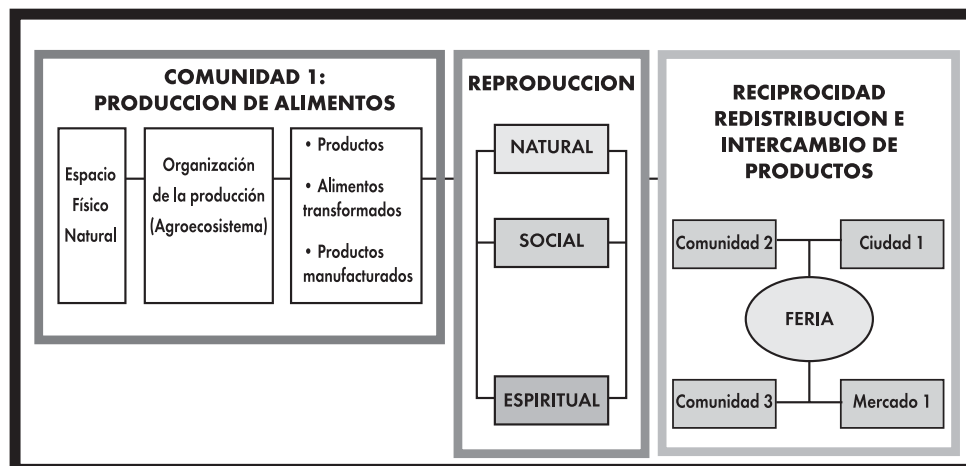 COMUNIDAD 1:
PRODUCCION DE ALIMENTOS
Espacio
Físico
Natural
Organización
de la producción
(Agroecosistema)
• Productos
• Alimentos
transformados
• Productos
manufacturados
REPRODUCCION
NATURAL
SOCIAL
ESPIRITUAL
RECIPROCIDAD
REDISTRIBUCION E
INTERCAMBIO DE
PRODUCTOS
Comunidad 2
Ciudad 1
FERIA
Comunidad 3
Mercado 1